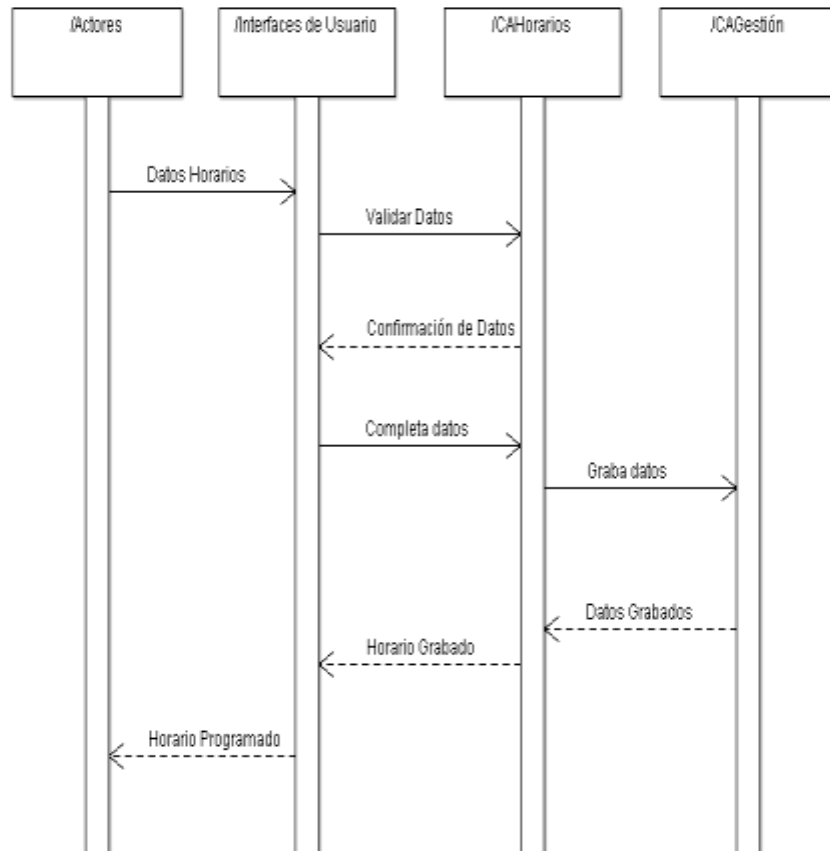 /Actores
/Interfaces de Usuario
/CAHorarios
/CAGestión
Datos Horarios
Validar Datos
Confirmación de Datos
Completa datos
Graba datos
Datos Grabados
Horario Grabado
Horario Programado